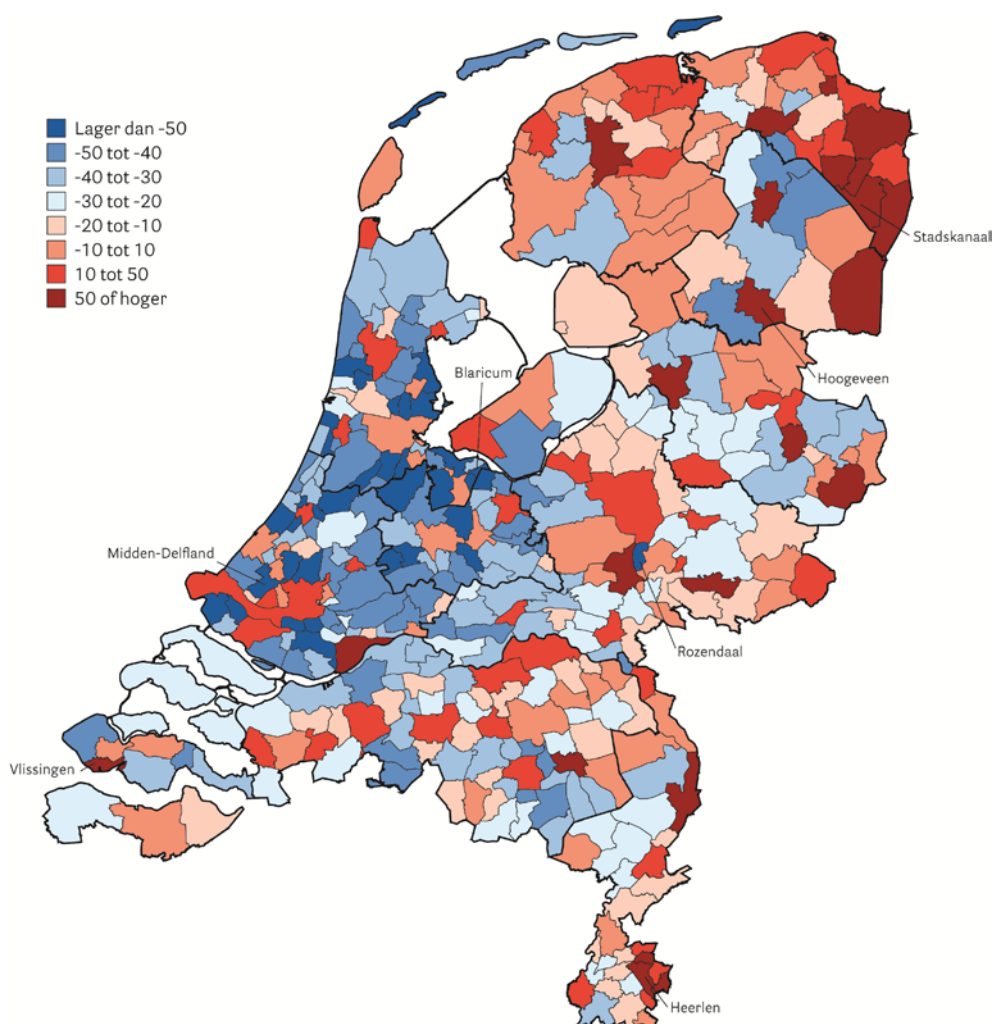 Lager dan -50
-50 tot -40
-40 tot -30
-30 tot -20
-20 tot -10
-10 tot 10
10 tot 50
50 of hoger
Stadskanaal
Blaricum
Hoogeveen
Midden-Delfland
Rozendaal
Vlissingen
Heerlen